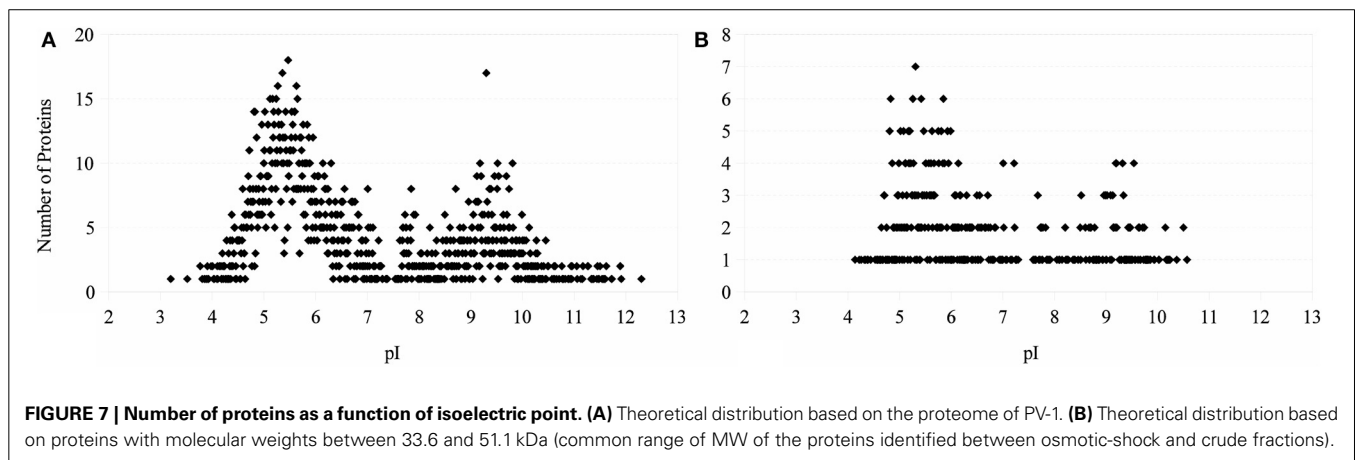 A
20
15
10
5
0
Number of Proteins
2 3 4 5 6 7 8 9 10 11 12 13
pI
B
8
7
6
5
4
3
2
1
0
2 3 4 5 6 7 8 9 10 11 12 13
pI
FIGURE 7 | Number of proteins as a function of isoelectric point. (A) Theoretical distribution based on the proteome of PV-1. (B) Theoretical distribution based
on proteins with molecular weights between 33.6 and 51.1 kDa (common range of MW of the proteins identified between osmotic-shock and crude fractions).